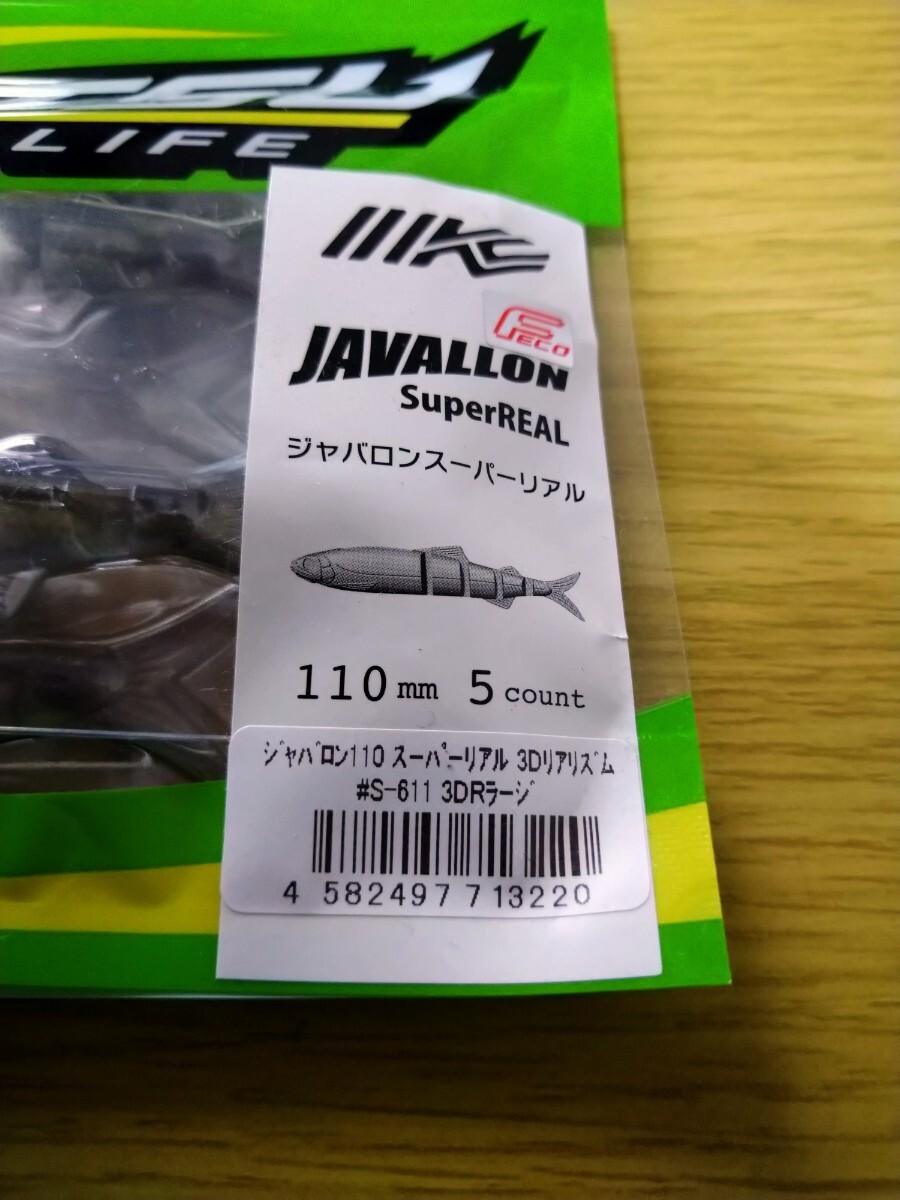 LIFE
JAVALLON
Feco
SuperREAL
ジャバロンスーパーリアル
110 mm 5 count
ジャバロン110 スーパーリアル 3Dリアリズム
#S-611 3DRラージ
4 582497 713220